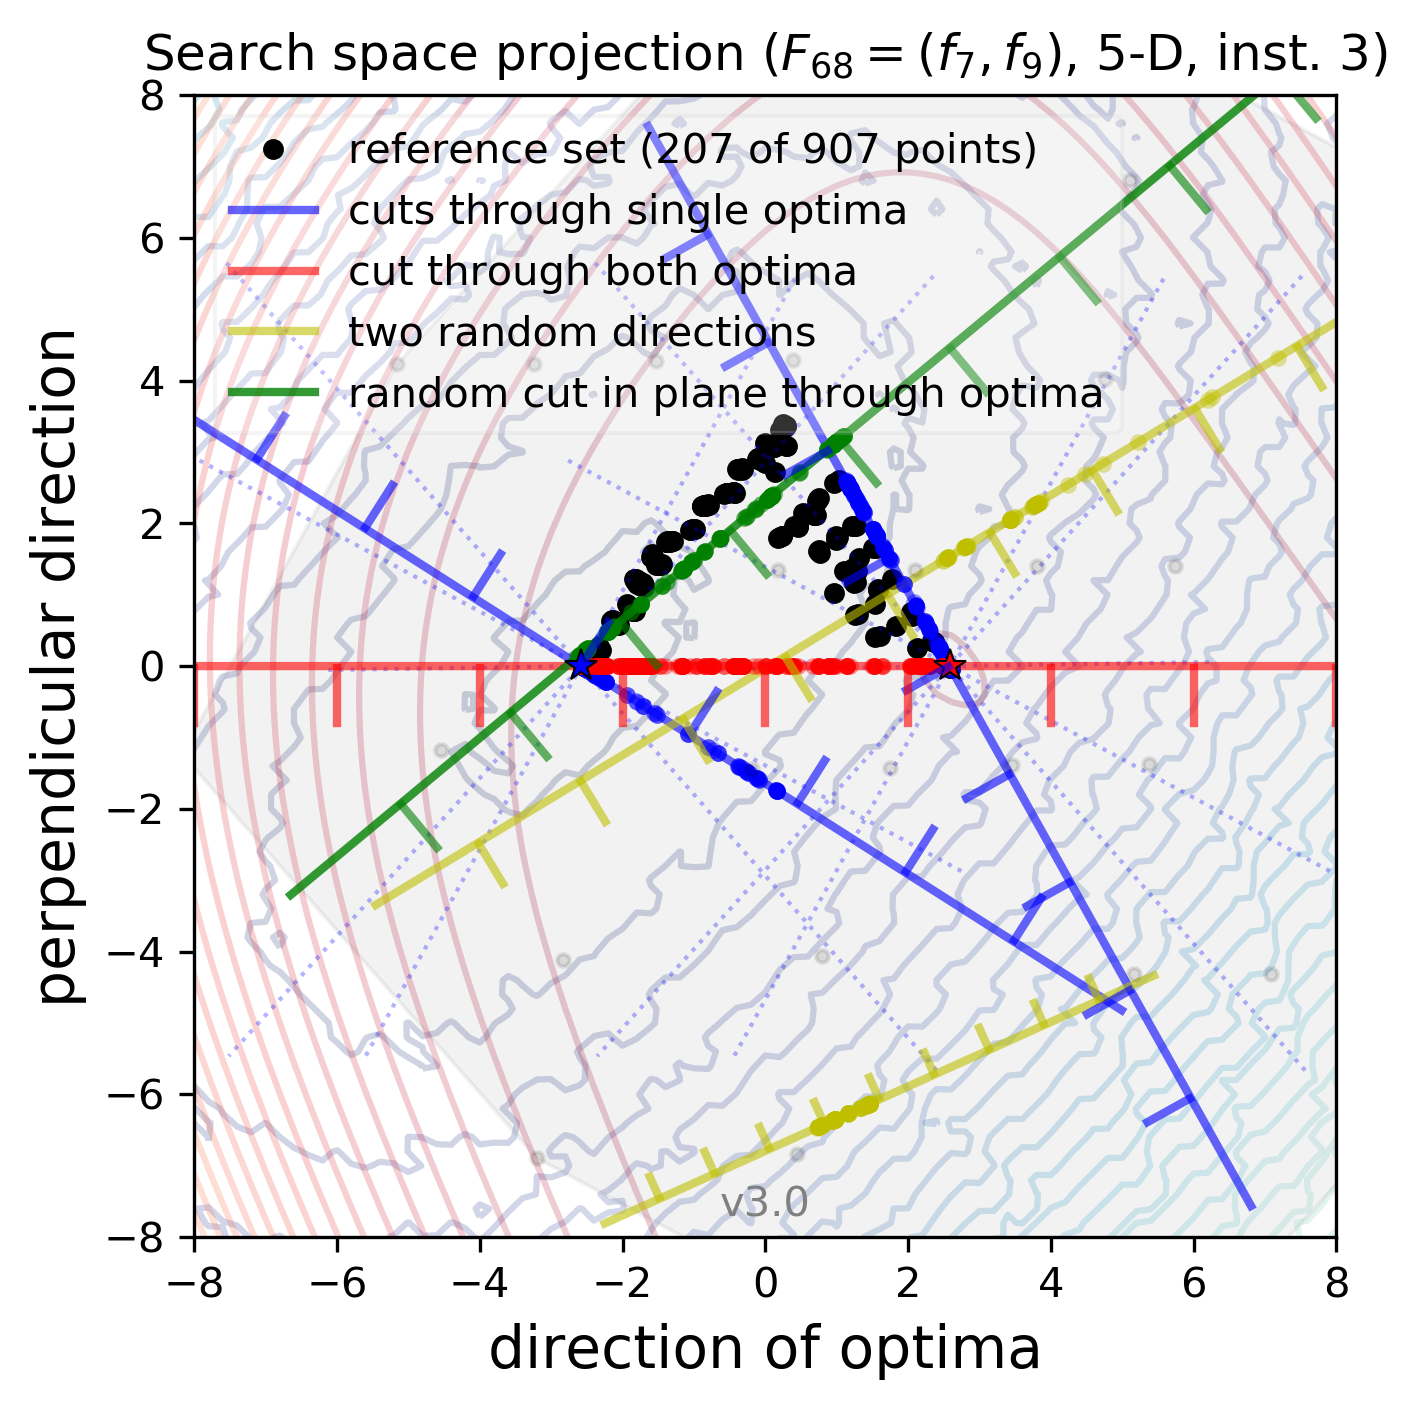 Search space projection (F68 = (f7, f9), 5-D, inst. 3)
8
6
4
2
0
−2
−4
−6
−8
perpendicular direction
reference set (207 of 907 points)
cuts through single optima
cut through both optima
two random directions
random cut in plane through optima
v3.0
−8 −6 −4 −2 0 2 4 6 8
direction of optima